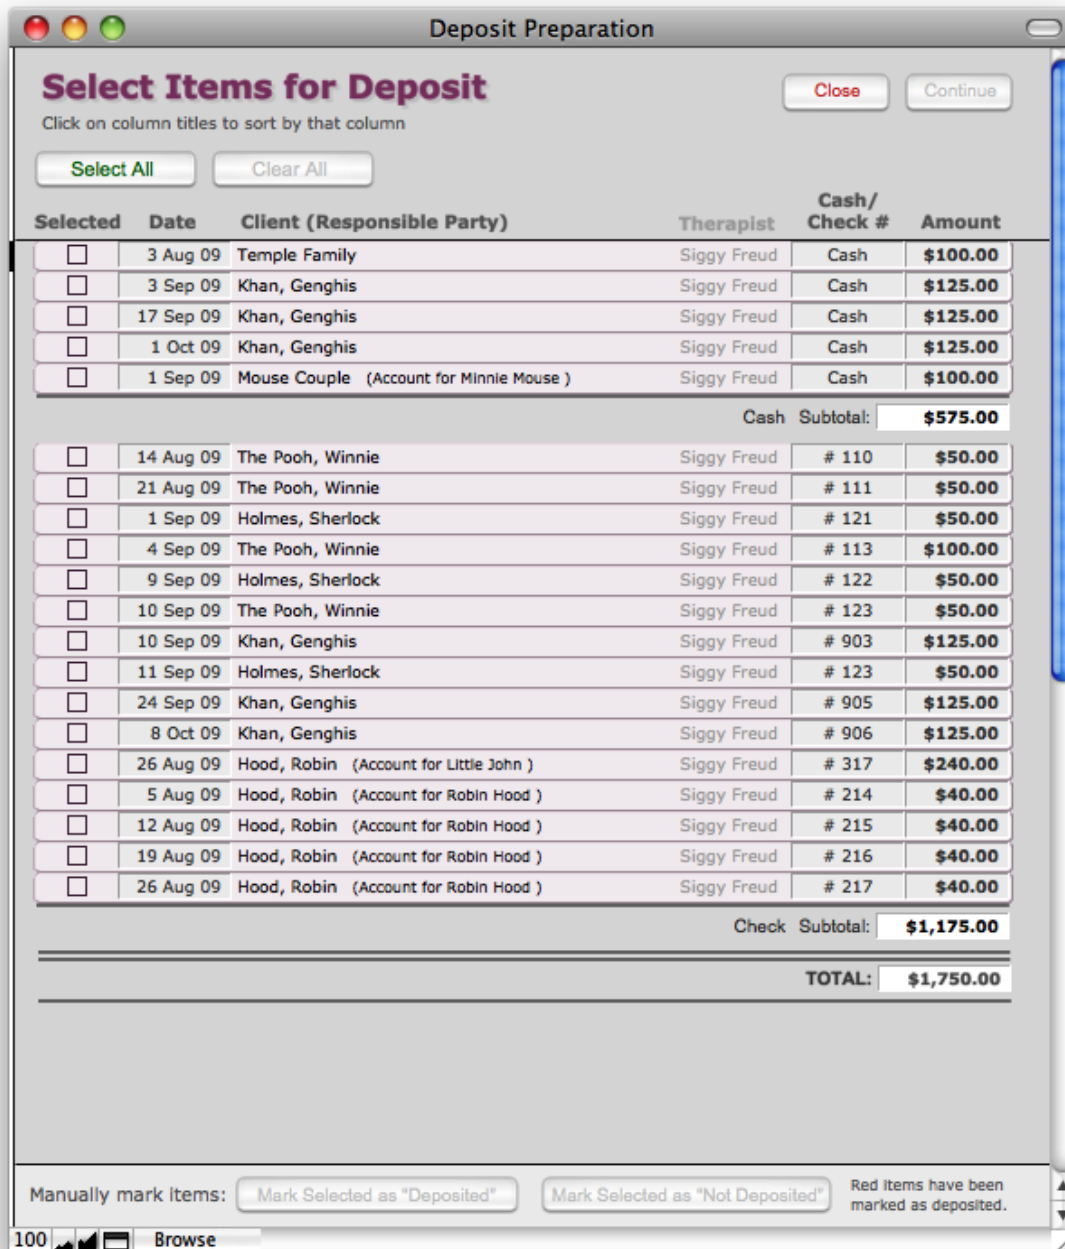 Deposit Preparation
Select Items for Deposit
Close Continue
Click on column titles to sort by that column
Select All Clear All
Selected Date Client (Responsible Party) Therapist Cash/ Check # Amount
3 Aug 09 Temple Family Siggy Freud Cash $100.00
3 Sep 09 Khan, Genghis Siggy Freud Cash $125.00
17 Sep 09 Khan, Genghis Siggy Freud Cash $125.00
1 Oct 09 Khan, Genghis Siggy Freud Cash $125.00
1 Sep 09 Mouse Couple (Account for Minnie Mouse ) Siggy Freud Cash $100.00
Cash Subtotal: $575.00
14 Aug 09 The Pooh, Winnie Siggy Freud # 110 $50.00
21 Aug 09 The Pooh, Winnie Siggy Freud # 111 $50.00
1 Sep 09 Holmes, Sherlock Siggy Freud # 121 $50.00
4 Sep 09 The Pooh, Winnie Siggy Freud # 113 $100.00
9 Sep 09 Holmes, Sherlock Siggy Freud # 122 $50.00
10 Sep 09 The Pooh, Winnie Siggy Freud # 123 $50.00
10 Sep 09 Khan, Genghis Siggy Freud # 903 $125.00
11 Sep 09 Holmes, Sherlock Siggy Freud # 123 $50.00
24 Sep 09 Khan, Genghis Siggy Freud # 905 $125.00
8 Oct 09 Khan, Genghis Siggy Freud # 906 $125.00
26 Aug 09 Hood, Robin (Account for Little John ) Siggy Freud # 317 $240.00
5 Aug 09 Hood, Robin (Account for Robin Hood ) Siggy Freud # 214 $40.00
12 Aug 09 Hood, Robin (Account for Robin Hood ) Siggy Freud # 215 $40.00
19 Aug 09 Hood, Robin (Account for Robin Hood ) Siggy Freud # 216 $40.00
26 Aug 09 Hood, Robin (Account for Robin Hood ) Siggy Freud # 217 $40.00
Check Subtotal: $1,175.00
TOTAL: $1,750.00
Manually mark items: Mark Selected as "Deposited" Mark Selected as "Not Deposited" Red items have been
marked as deposited.
100 Browse